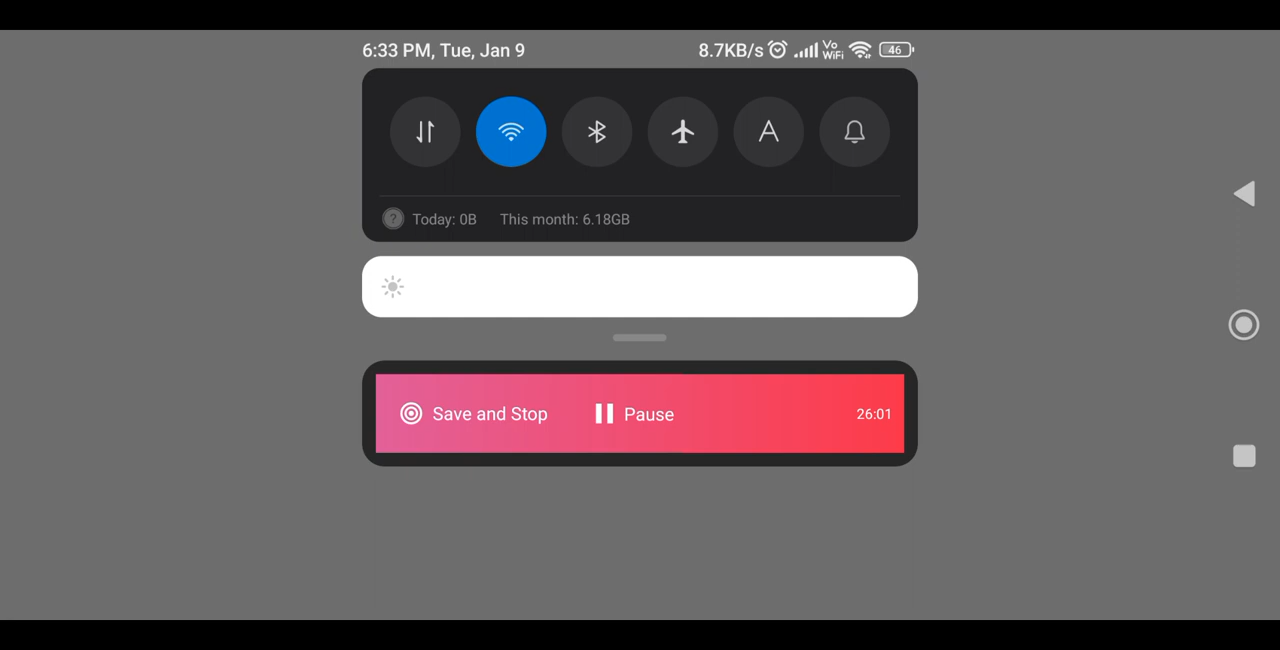 6:33 PM, Tue, Jan 9 8.7KB/s Vo WiFi 46
A
? Today: 0B This month: 6.18GB
Save and Stop Pause 26:01